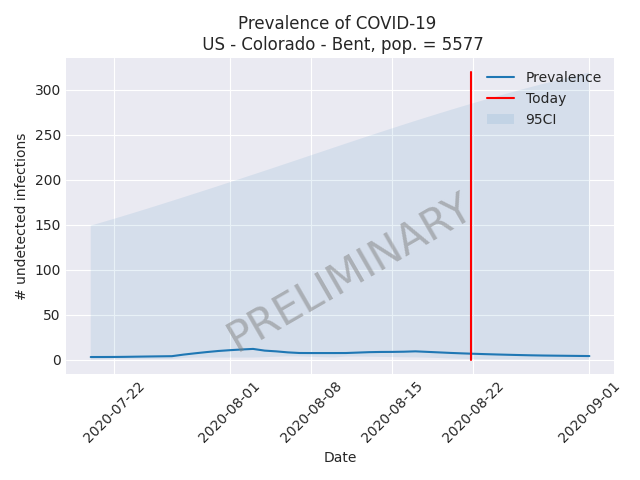 Prevalence of COVID-19
US - Colorado - Bent, pop. = 5577
Prevalence
Today
95CI
300
250
200
150
100
50
0
# undetected infections
PRELIMINARY
2020-07-22
2020-08-01
2020-08-08
2020-08-15
2020-08-22
2020-09-01
Date